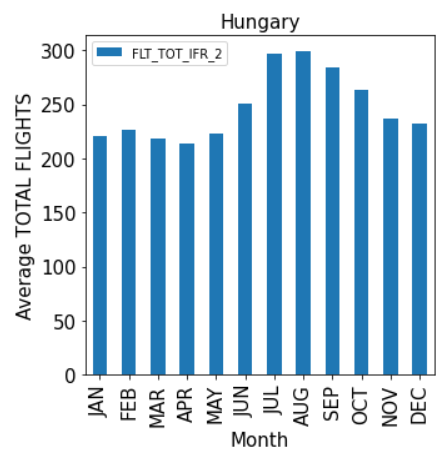 Hungary
FLT_TOT_IFR_2
Average TOTAL FLIGHTS
300
250
200
150
100
50
0
JAN FEB MAR APR MAY JUN JUL AUG SEP OCT NOV DEC
Month